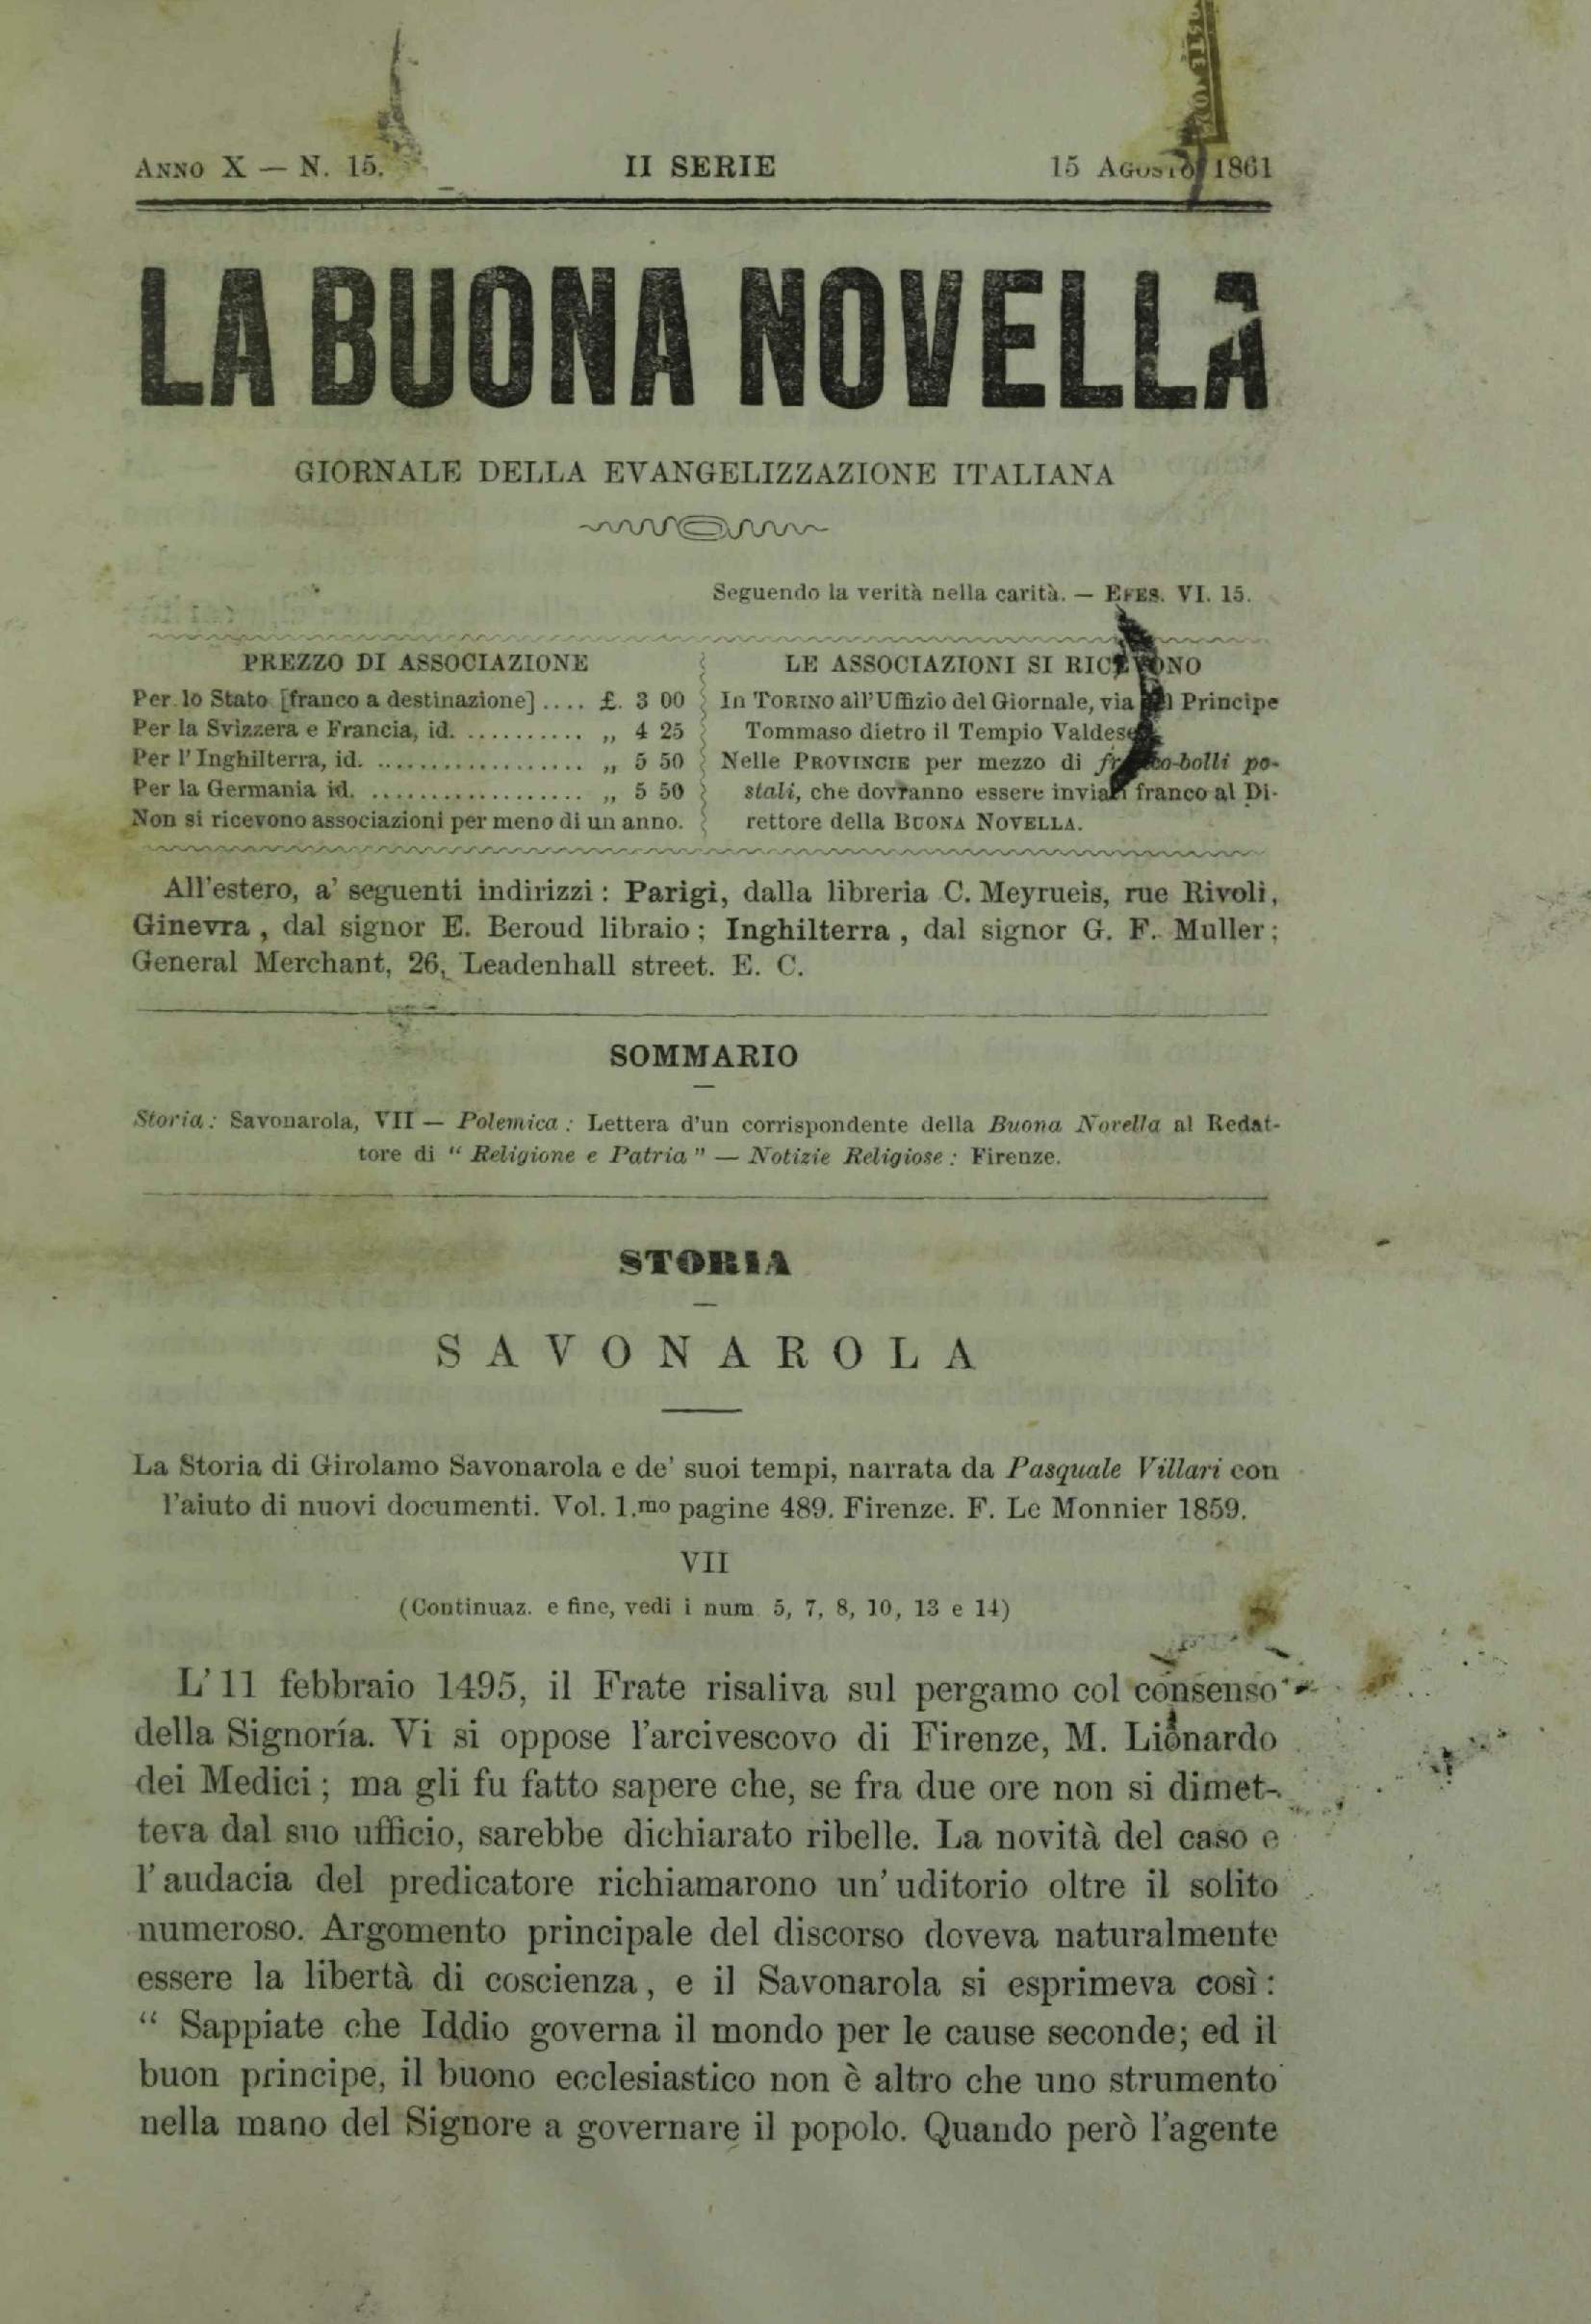 ANNO X — N. 15.
II SERIE
15 AGOSTO 1861
LA BUONA NOVELLA
GIORNALE DELLA EVANGELIZZAZIONE ITALIANA
Seguendo la verità nella carità. — EFES. VI. 15.
PREZZO DI ASSOCIAZIONE
Per lo Stato [franco a destinazione] .... £. 3 00
Per la Svizzera e Francia, id. ........... „ 4 25
Per l'Inghilterra, id. .................. „ 5 50
Per la Germania id. .................. „ 5 50
Non si ricevono associazioni per meno di un anno.
LE ASSOCIAZIONI SI RICEVONO
In TORINO all'Uffizio del Giornale, via del Principe
Tommaso dietro il Tempio Valdese.
Nelle PROVINCIE per mezzo di franco-bolli po-
stali, che dovranno essere inviati franco al Di-
rettore della BUONA NOVELLA.
All'estero, a' seguenti indirizzi : Parigi, dalla libreria C. Meyrueis, rue Rivoli,
Ginevra , dal signor E. Beroud libraio ; Inghilterra , dal signor G. F. Muller ;
General Merchant, 26, Leadenhall street. E. C.
SOMMARIO
Storia : Savonarola, VII — Polemica : Lettera d'un corrispondente della Buona Novella al Redat-
tore di “ Religione e Patria ” — Notizie Religiose : Firenze.
STORIA
SAVONAROLA
La Storia di Girolamo Savonarola e de' suoi tempi, narrata da Pasquale Villari con
l'aiuto di nuovi documenti. Vol. 1.mo pagine 489. Firenze. F. Le Monnier 1859.
VII
(Continuaz. e fine, vedi i num. 5, 7, 8, 10, 13 e 14)
L'11 febbraio 1495, il Frate risaliva sul pergamo col consenso
della Signoría. Vi si oppose l'arcivescovo di Firenze, M. Lionardo
dei Medici ; ma gli fu fatto sapere che, se fra due ore non si dimet-
teva dal suo ufficio, sarebbe dichiarato ribelle. La novità del caso e
l'audacia del predicatore richiamarono un' uditorio oltre il solito
numeroso. Argomento principale del discorso doveva naturalmente
essere la libertà di coscienza , e il Savonarola si esprimeva così :
“ Sappiate che Iddio governa il mondo per le cause seconde; ed il
buon principe, il buono ecclesiastico non è altro che uno strumento
nella mano del Signore a governare il popolo. Quando però l'agente